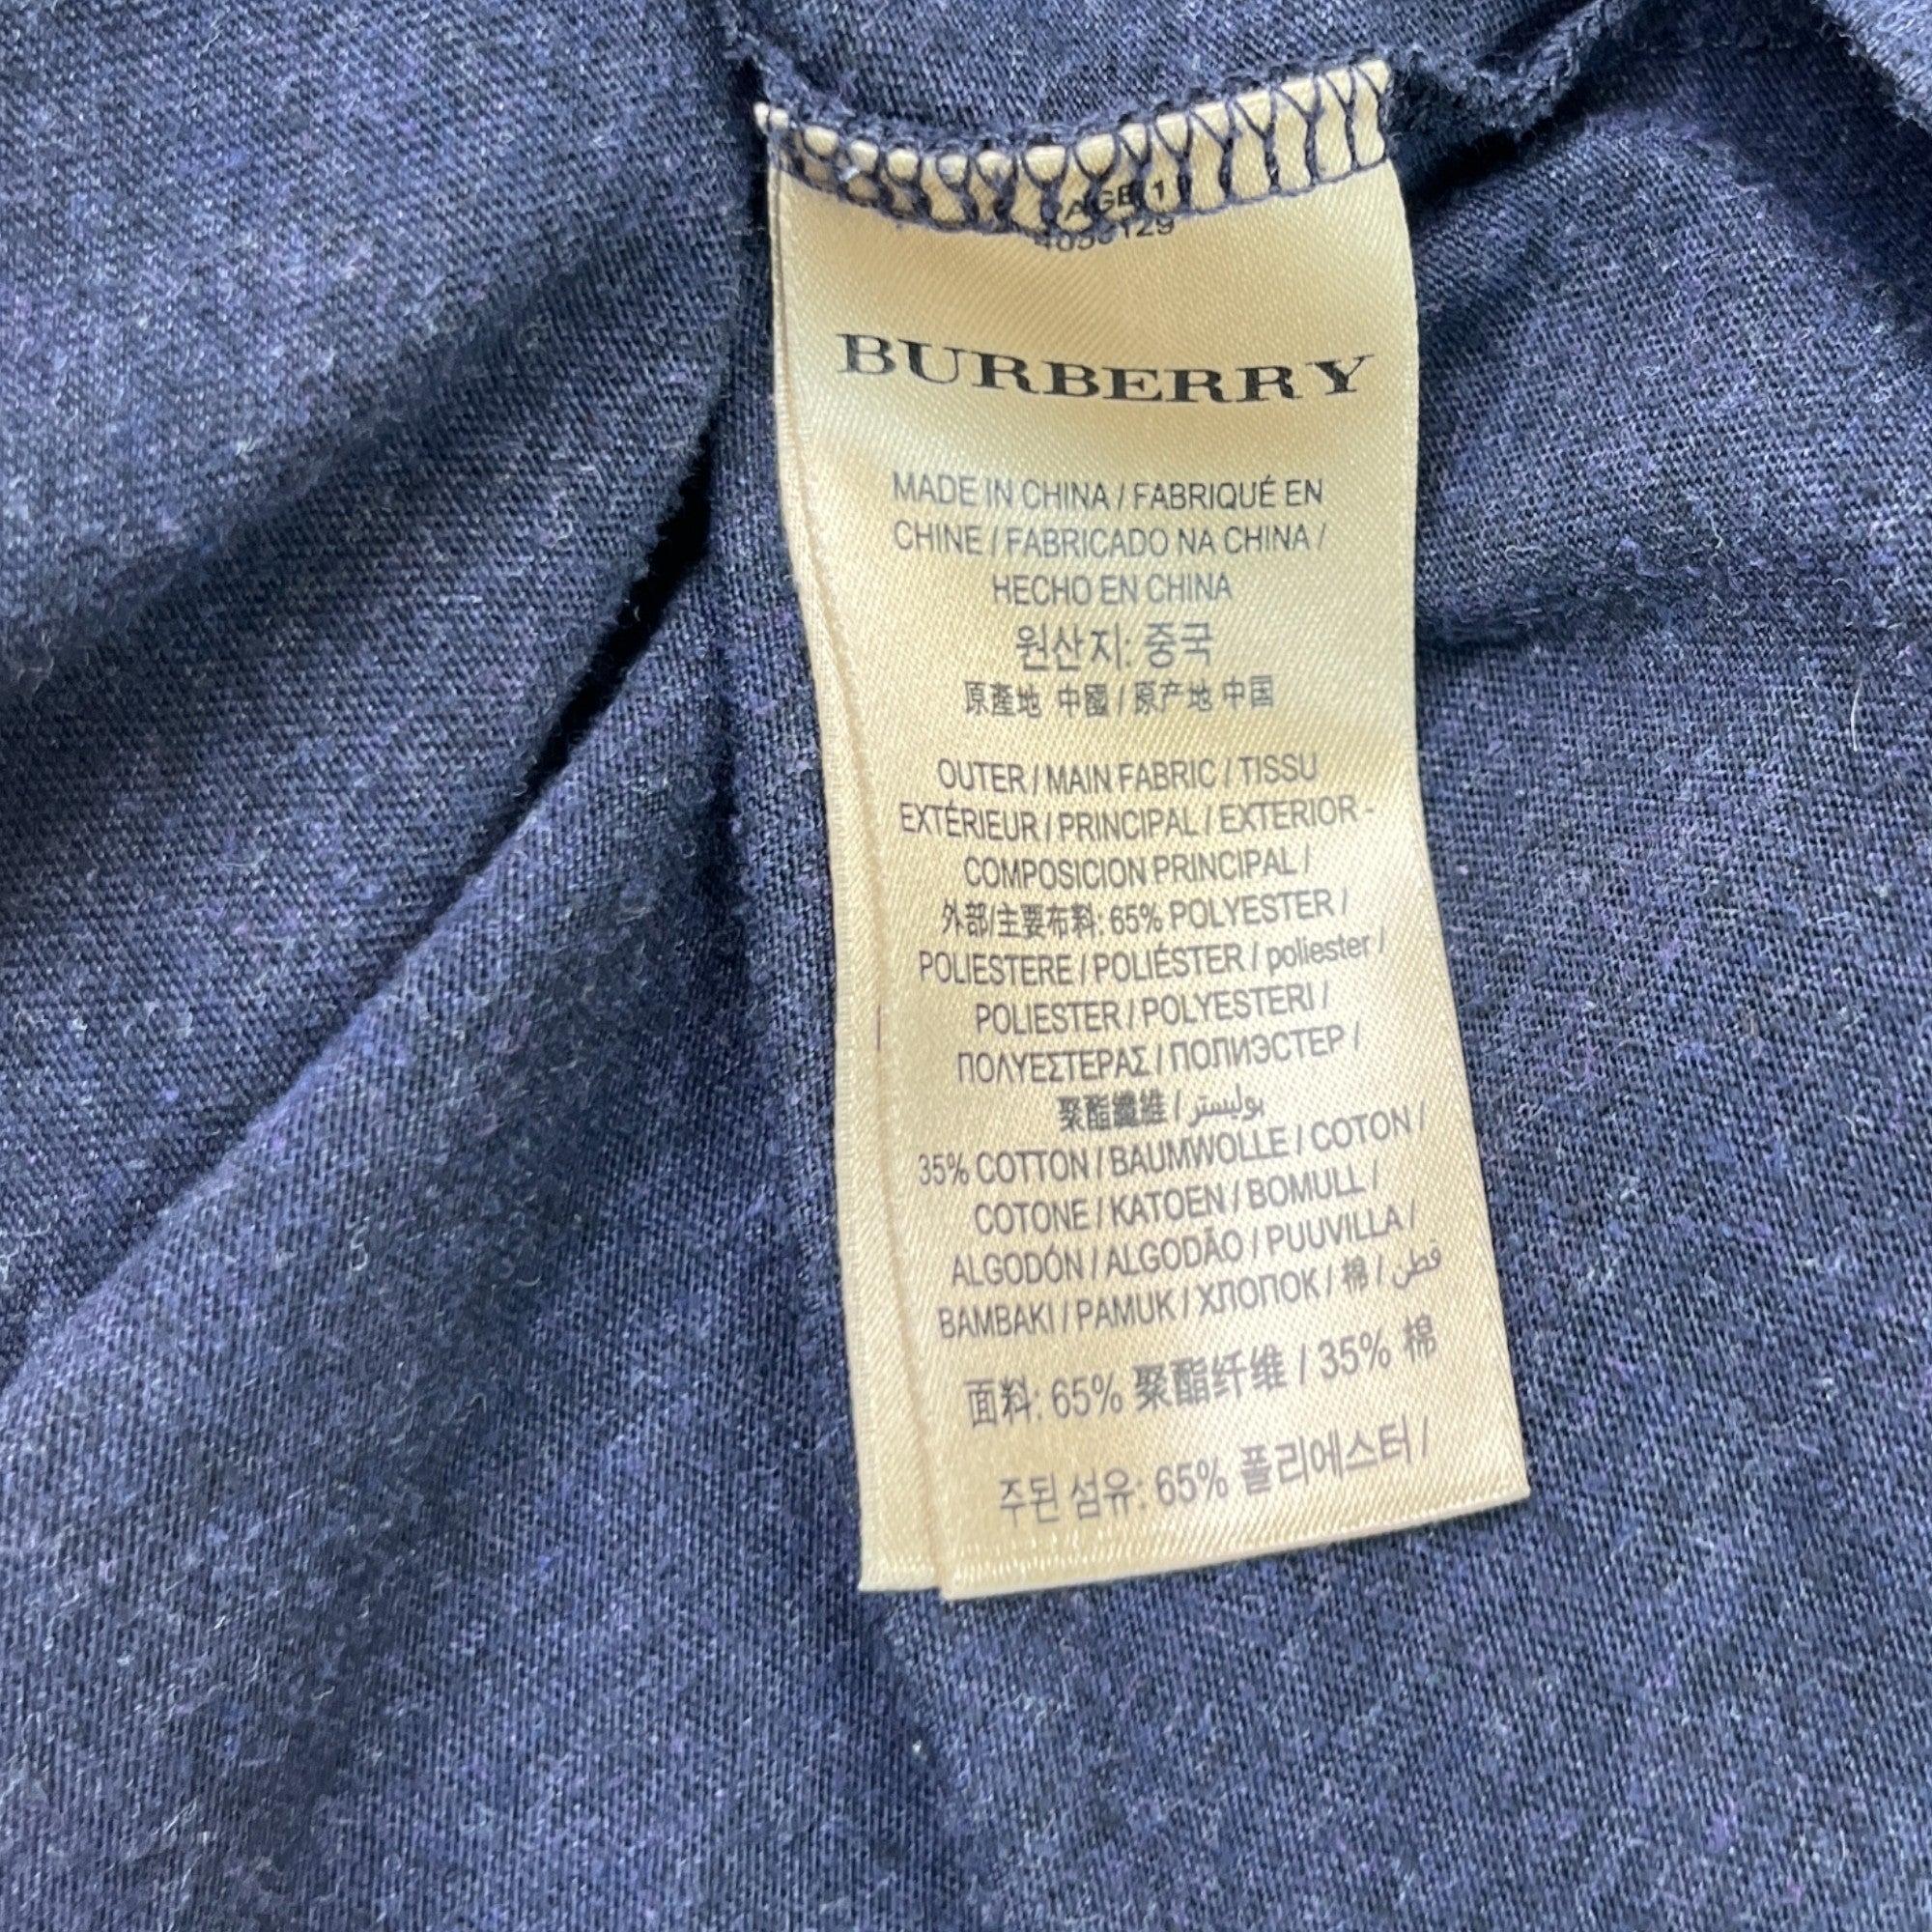 PAGE 1
BURBERRY
MADE IN CHINA / FABRIQUÉ EN
CHINE / FABRICADO NA CHINA /
HECHO EN CHINA
원산지: 중국
原產地 中國 / 原产地 中国
OUTER / MAIN FABRIC / TISSU
EXTÉRIEUR / PRINCIPAL / EXTERIOR -
COMPOSICION PRINCIPAL /
外部/主要布料: 65% POLYESTER /
POLIESTERE / POLIÉSTER / poliester /
POLIESTER / POLYESTERI /
ΠΟΛΥΕΣΤΕΡΑΣ / ПОЛИЭСТЕР /
聚酯纖維 / بوليستر
35% COTTON / BAUMWOLLE / COTON /
COTONE / KATOEN / BOMULL /
ALGODÓN / ALGODÃO / PUUVILLA /
BAMBAKI / PAMUK / ХЛОПОК / 棉 / قطن
面料: 65% 聚酯纤维 / 35% 棉
주된 섬유: 65% 폴리에스터 /